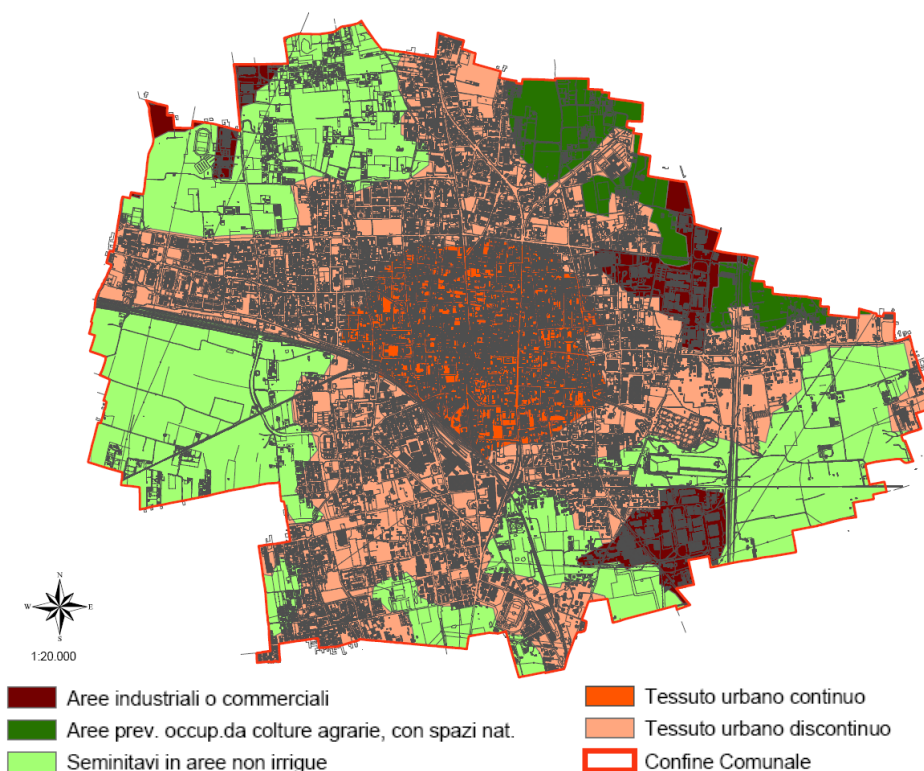 N
W E
S
1:20.000
Aree industriali o commerciali
Aree prev. occup.da colture agrarie, con spazi nat.
Seminitavi in aree non irrigue
Tessuto urbano continuo
Tessuto urbano discontinuo
Confine Comunale